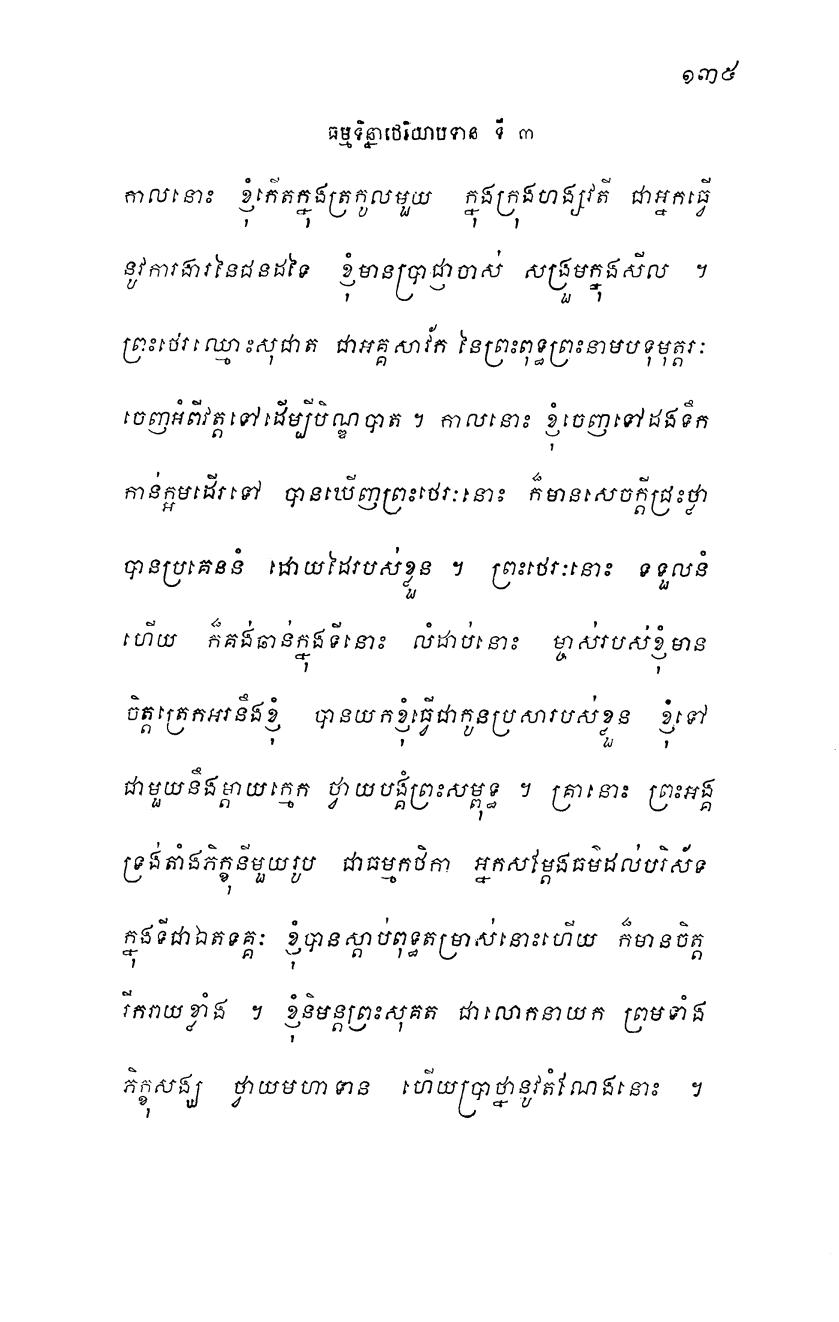 ១៣៥
ធម្មទិន្នាថេរិយាបទាន ទី ៣
កាលនោះ ខ្ញុំកើតក្នុងត្រកូលមួយ ក្នុងក្រុងហង្សវតី ជាអ្នកធ្វើ
នូវការងារនៃជនដទៃ ខ្ញុំមានប្រាជ្ញាចាស់ សង្រួមក្នុងសីល ។
ព្រះថេរឈ្មោះសុជាត ជាអគ្គសាវ័ក នៃព្រះពុទ្ធព្រះនាមបទុមុត្តរៈ
ចេញអំពីវត្តទៅដើម្បីបិណ្ឌបាត ។ កាលនោះ ខ្ញុំចេញទៅដងទឹក
កាន់ក្អមដើរទៅ បានឃើញព្រះថេរៈនោះ ក៏មានសេចក្តីជ្រះថ្លា
បានប្រគេននំ ដោយដៃរបស់ខ្លួន ។ ព្រះថេរៈនោះ ទទួលនំ
ហើយ ក៏គង់ឆាន់ក្នុងទីនោះ លំដាប់នោះ ម្ចាស់របស់ខ្ញុំមាន
ចិត្តត្រេកអរនឹងខ្ញុំ បានយកខ្ញុំធ្វើជាកូនប្រសារបស់ខ្លួន ខ្ញុំទៅ
ជាមួយនឹងម្តាយក្មេក ថ្វាយបង្គំព្រះសម្ពុទ្ធ ។ គ្រានោះ ព្រះអង្គ
ទ្រង់តាំងភិក្ខុនីមួយរូប ជាធម្មកថិកា អ្នកសម្តែងធម៌ដល់បរិស័ទ
ក្នុងទីជាឯតទគ្គៈ ខ្ញុំបានស្តាប់ពុទ្ធតម្រាស់នោះហើយ ក៏មានចិត្ត
រីករាយខ្លាំង ។ ខ្ញុំនិមន្តព្រះសុគត ជាលោកនាយក ព្រមទាំង
ភិក្ខុសង្ឃ ថ្វាយមហាទាន ហើយប្រាថ្នានូវតំណែងនោះ ។